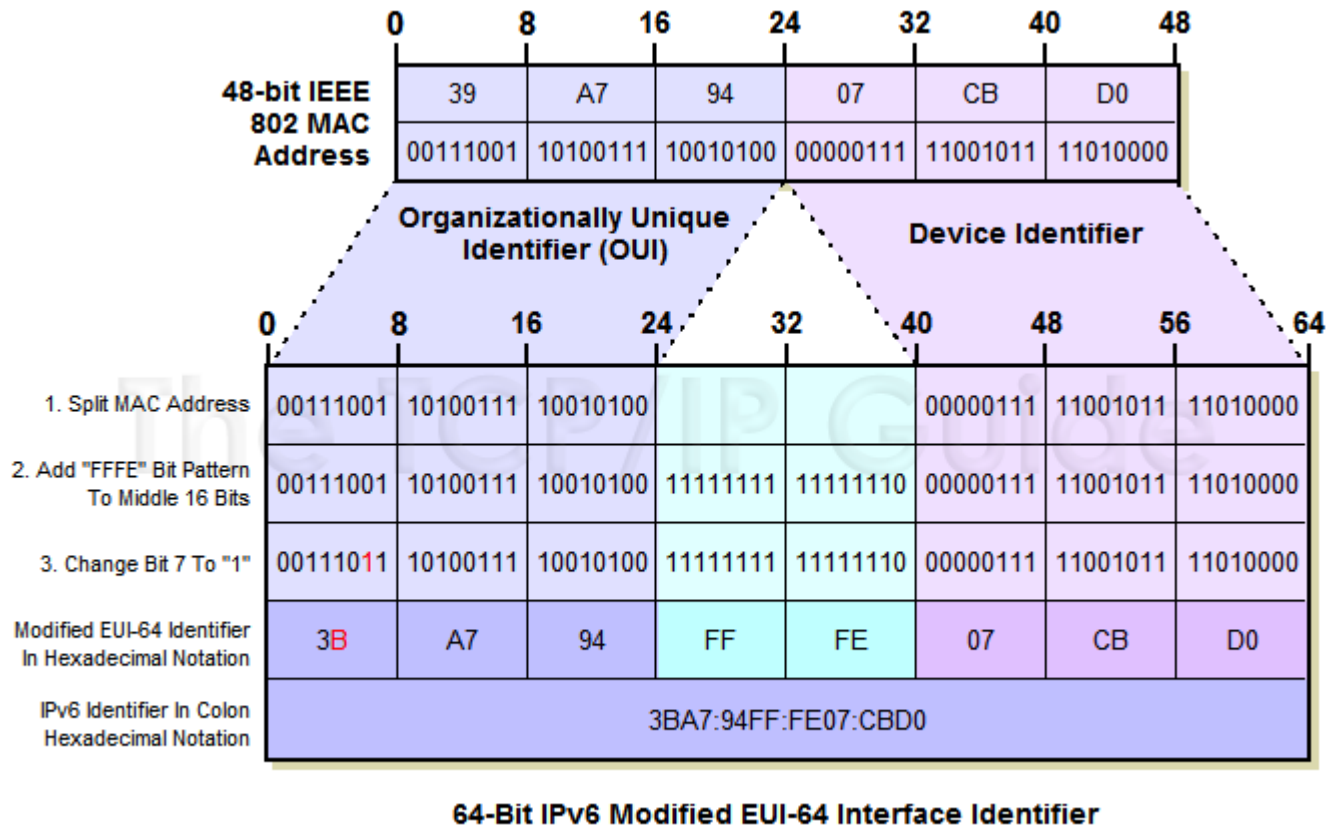 0 8 16 24 32 40 48
48-bit IEEE
802 MAC
Address
39 A7 94 07 CB D0
00111001 10100111 10010100 00000111 11001011 11010000
Organizationally Unique
Identifier (OUI)
Device Identifier
0 8 16 24 32 40 48 56 64
The TCP/IP Guide
1. Split MAC Address
00111001 10100111 10010100 00000111 11001011 11010000
2. Add "FFFE" Bit Pattern
To Middle 16 Bits
00111001 10100111 10010100 11111111 11111110 00000111 11001011 11010000
3. Change Bit 7 To "1"
00111011 10100111 10010100 11111111 11111110 00000111 11001011 11010000
Modified EUI-64 Identifier
In Hexadecimal Notation
3B A7 94 FF FE 07 CB D0
IPv6 Identifier In Colon
Hexadecimal Notation
3BA7:94FF:FE07:CBD0
64-Bit IPv6 Modified EUI-64 Interface Identifier